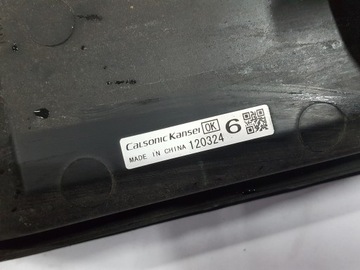 Calsonic Kansei OK 6
MADE IN CHINA 120324